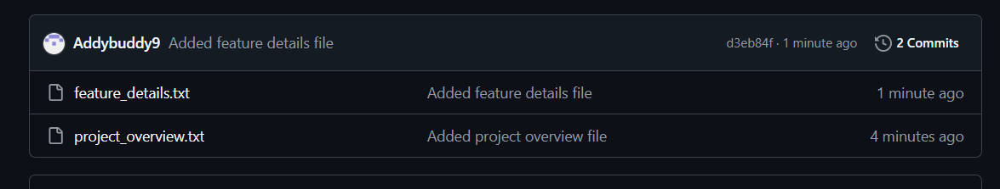 Addybuddy9 Added feature details file d3eb84f · 1 minute ago 2 Commits
feature_details.txt Added feature details file 1 minute ago
project_overview.txt Added project overview file 4 minutes ago